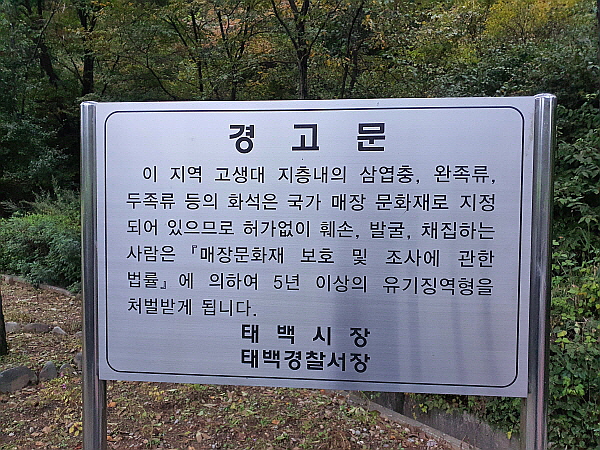 경 고 문
이 지역 고생대 지층내의 삼엽충, 완족류,
두족류 등의 화석은 국가 매장 문화재로 지정
되어 있으므로 허가없이 훼손, 발굴, 채집하는
사람은 『매장문화재 보호 및 조사에 관한
법률』에 의하여 5년 이상의 유기징역형을
처벌받게 됩니다.
태 백 시 장
태백경찰서장